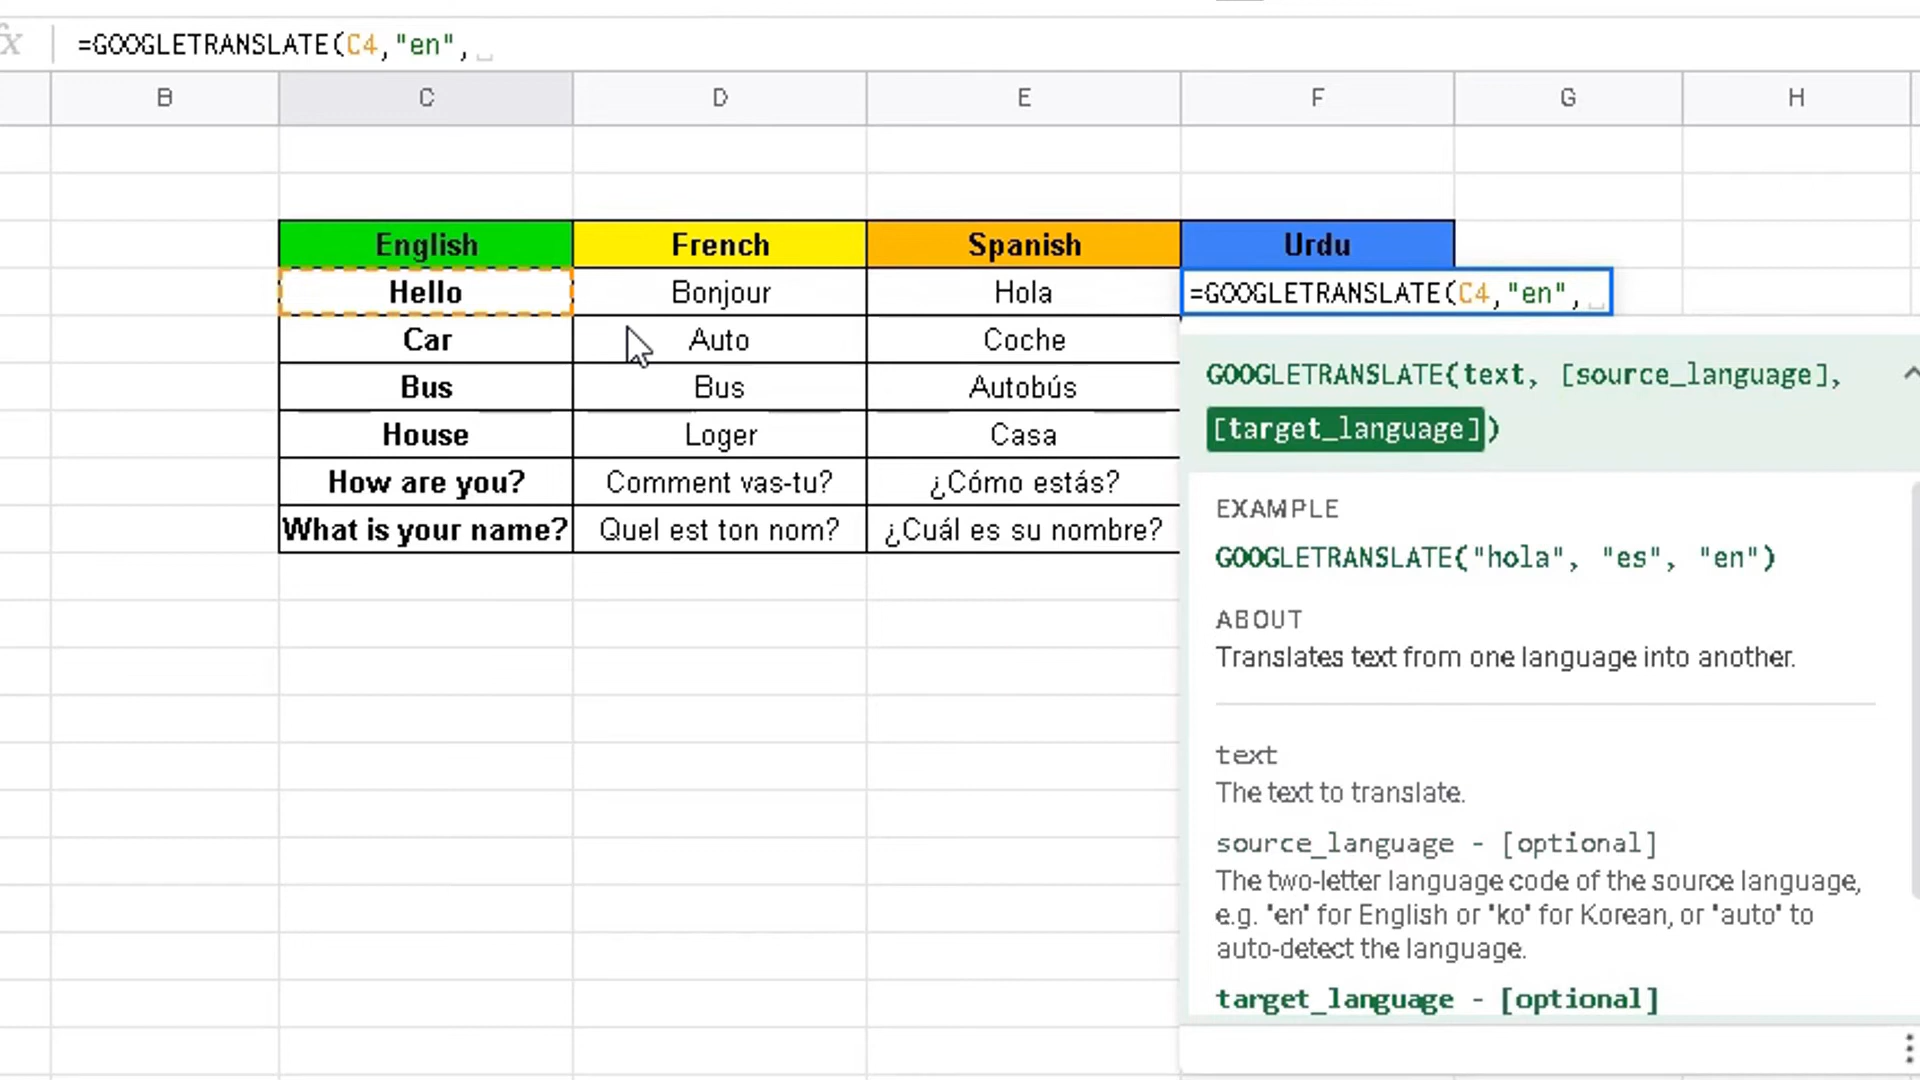 fx =GOOGLETRANSLATE(C4,"en",
B C D E F G H
English French Spanish Urdu
Hello Bonjour Hola =GOOGLETRANSLATE(C4,"en",
Car Auto Coche
Bus Bus Autobús
House Loger Casa
How are you? Comment vas-tu? ¿Cómo estás?
What is your name? Quel est ton nom? ¿Cuál es su nombre?
GOOGLETRANSLATE(text, [source_language],
[target_language])
EXAMPLE
GOOGLETRANSLATE("hola", "es", "en")
ABOUT
Translates text from one language into another.
text
The text to translate.
source_language - [optional]
The two-letter language code of the source language,
e.g. "en" for English or "ko" for Korean, or "auto" to
auto-detect the language.
target_language - [optional]